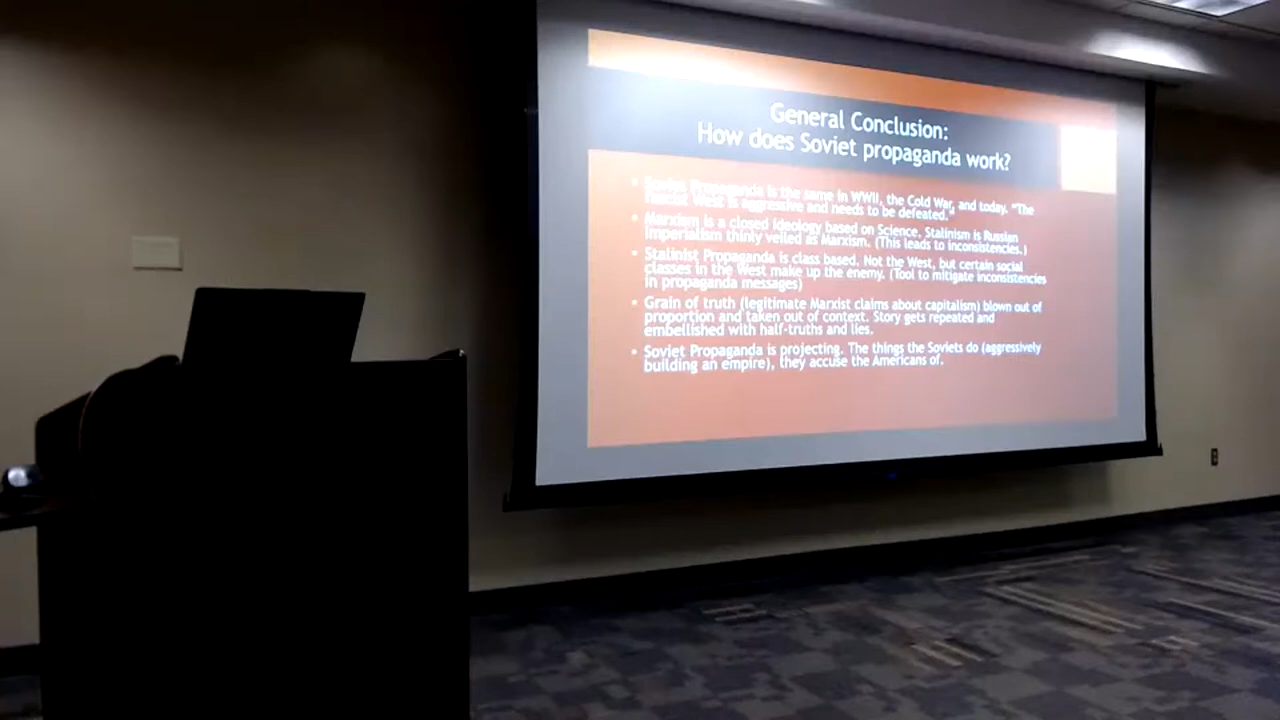 General Conclusion:
How does Soviet propaganda work?
• Soviet Propaganda is the same in WWII, the Cold War, and today. "The
fascist West is aggressive and needs to be defeated."
• Marxism is a closed ideology based on Science. Stalinism is Russian
imperialism thinly veiled as Marxism. (This leads to inconsistencies.)
• Stalinist Propaganda is class based. Not the West, but certain social
classes in the West make up the enemy. (Tool to mitigate inconsistencies
in propaganda messages)
• Grain of truth (legitimate Marxist claims about capitalism) blown out of
proportion and taken out of context. Story gets repeated and
embellished with half-truths and lies.
• Soviet Propaganda is projecting. The things the Soviets do (aggressively
building an empire), they accuse the Americans of.